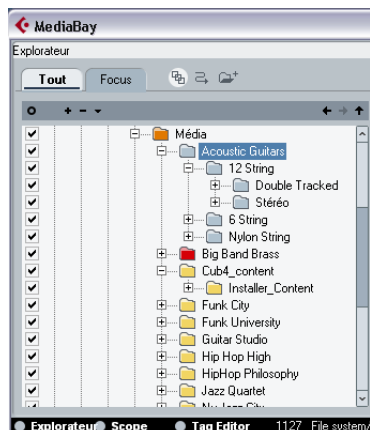 MediaBay
Explorateur
Tout Focus
Média
Acoustic Guitars
12 String
Double Tracked
Stéréo
6 String
Nylon String
Big Band Brass
Cub4_content
Installer_Content
Funk City
Funk University
Guitar Studio
Hip Hop High
HipHop Philosophy
Jazz Quartet
Explorateur Scope Tag Editor 1127 File system/